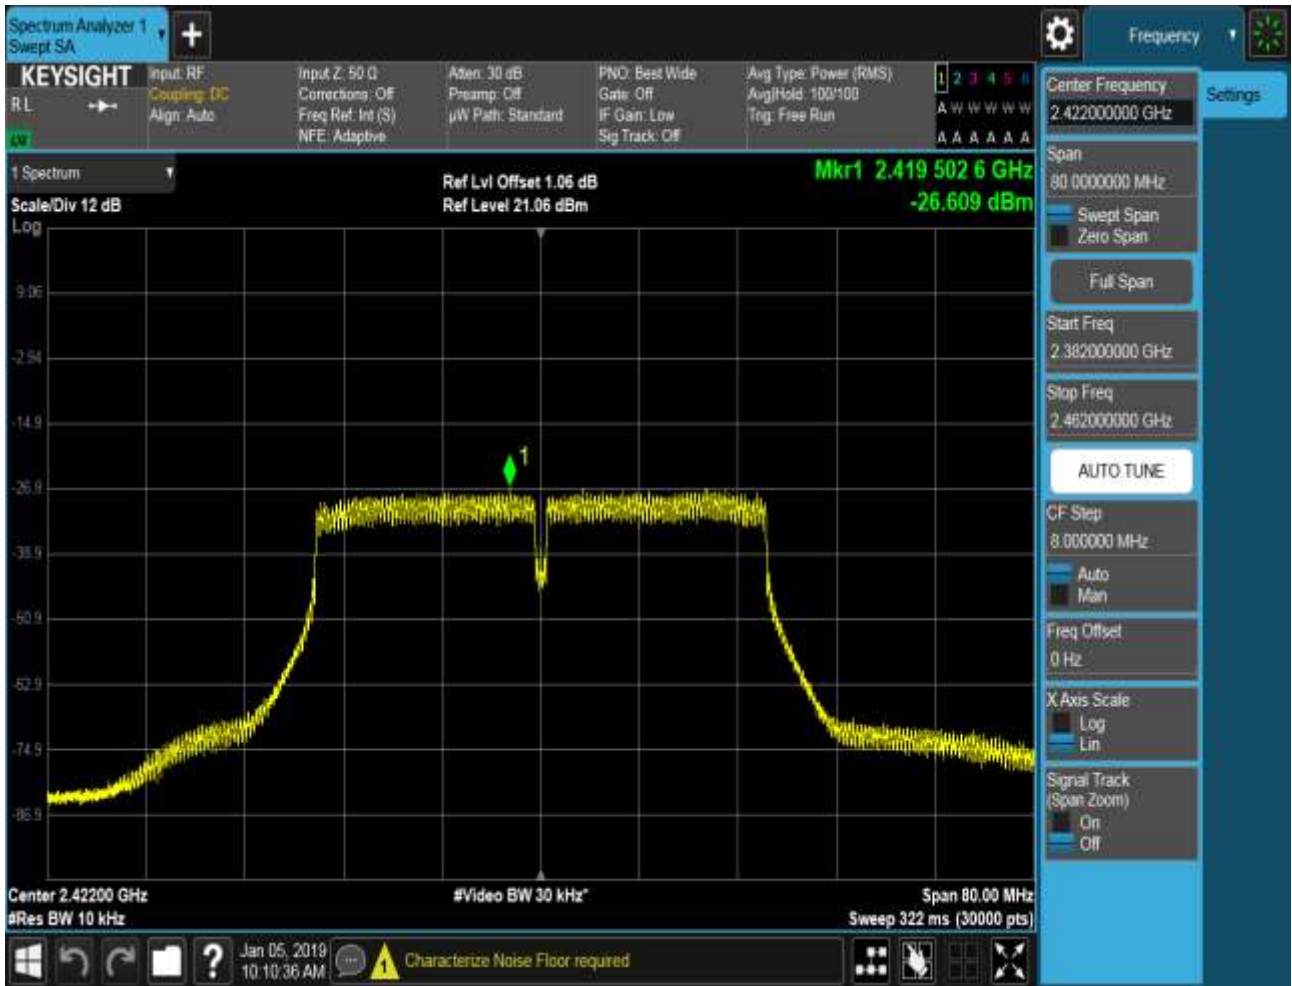 Spectrum Analyzer 1
Swept SA
+
Frequency
KEYSIGHT
RL
Input: RF
Coupling: DC
Align: Auto
Input Z: 50 Ω
Corrections: Off
Freq Ref: Int (S)
NFE: Adaptive
Atten: 30 dB
Preamp: Off
µW Path: Standard
PNO: Best Wide
Gate: Off
IF Gain: Low
Sig Track: Off
Avg Type: Power (RMS)
Avg|Hold: 100/100
Trig: Free Run
1 2 3 4 5 6
A W W W W W
A A A A A A
Center Frequency
2.422000000 GHz
Settings
Span
80.0000000 MHz
Swept Span
Zero Span
Full Span
Start Freq
2.382000000 GHz
Stop Freq
2.462000000 GHz
AUTO TUNE
CF Step
8.000000 MHz
Auto
Man
Freq Offset
0 Hz
X Axis Scale
Log
Lin
Signal Track
(Span Zoom)
On
Off
1 Spectrum
Scale/Div 12 dB
Log
Ref Lvl Offset 1.06 dB
Ref Level 21.06 dBm
Mkr1 2.419 502 6 GHz
-26.609 dBm
9.06
-2.94
-14.9
1
-26.9
-38.9
-50.9
-62.9
-74.9
-86.9
Center 2.42200 GHz
#Video BW 30 kHz*
Span 80.00 MHz
#Res BW 10 kHz
Sweep 322 ms (30000 pts)
?
Jan 05, 2019
10:10:36 AM
1
Characterize Noise Floor required